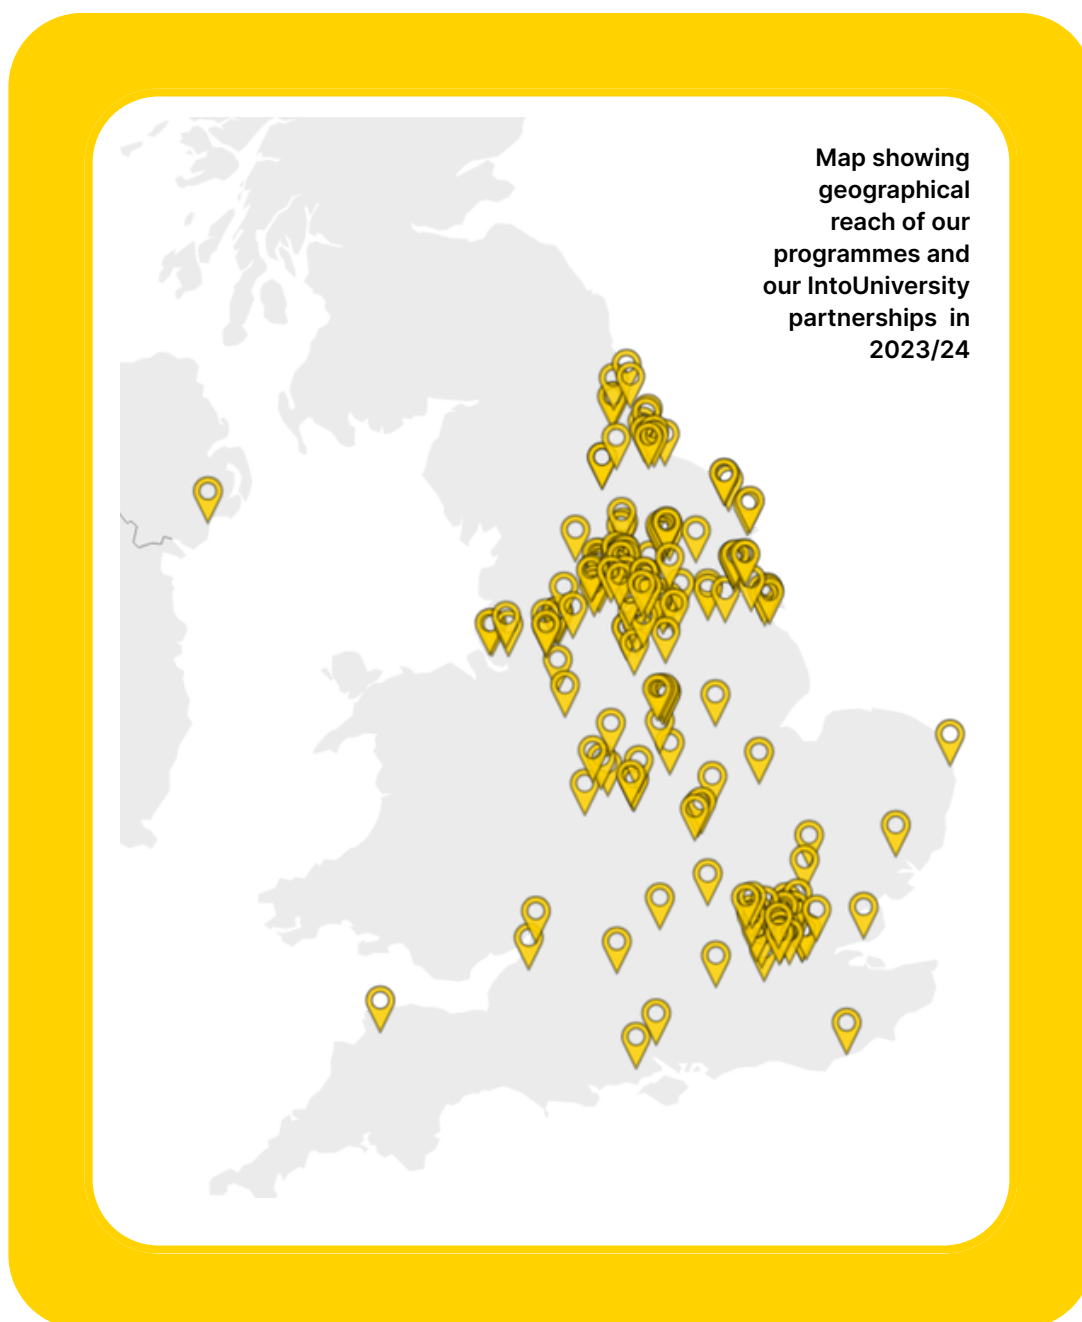 Map showing
geographical
reach of our
programmes and
our IntoUniversity
partnerships in
2023/24